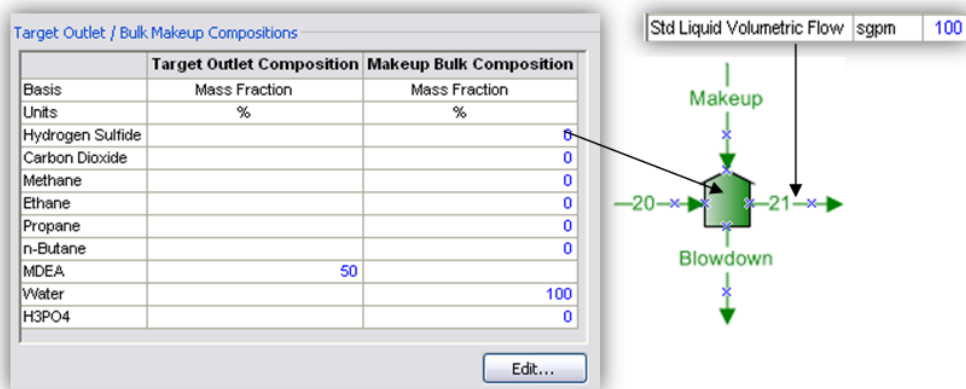 Target Outlet / Bulk Makeup Compositions
Target Outlet Composition Makeup Bulk Composition
Basis Mass Fraction Mass Fraction
Units % %
Hydrogen Sulfide 0
Carbon Dioxide 0
Methane 0
Ethane 0
Propane 0
n-Butane 0
MDEA 50
Water 100
H3PO4 0
Edit...
Std Liquid Volumetric Flow sgpm 100
Makeup
20 21
Blowdown